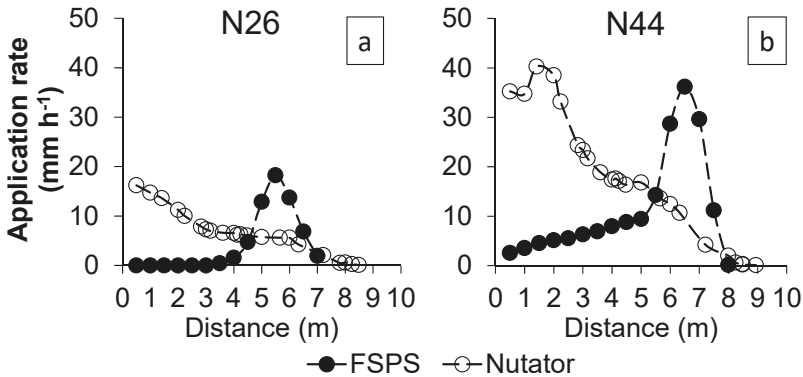 N26
a
50
40
30
20
10
0
0 1 2 3 4 5 6 7 8 9 10
Distance (m)
Application rate
(mm h⁻¹)
N44
b
50
40
30
20
10
0
0 1 2 3 4 5 6 7 8 9 10
Distance (m)
FSPS Nutator